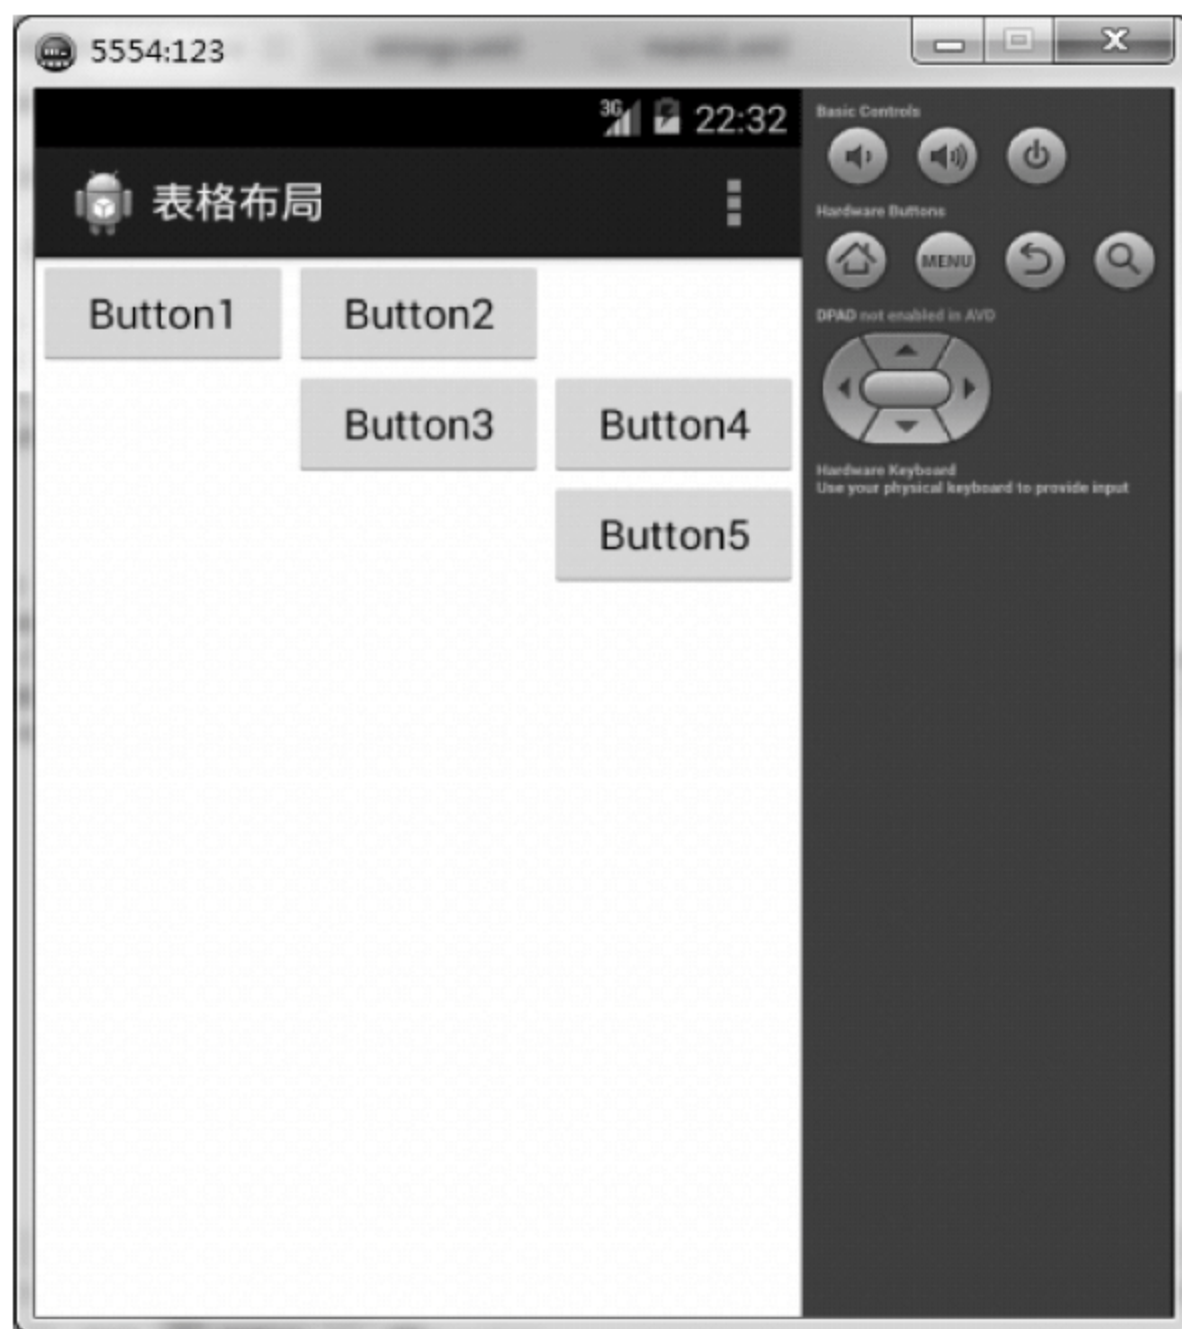 5554:123
3G 22:32
表格布局
Button1 Button2
Button3 Button4
Button5
Basic Controls
Hardware Buttons
MENU
DPAD not enabled in AVD
Hardware Keyboard
Use your physical keyboard to provide input